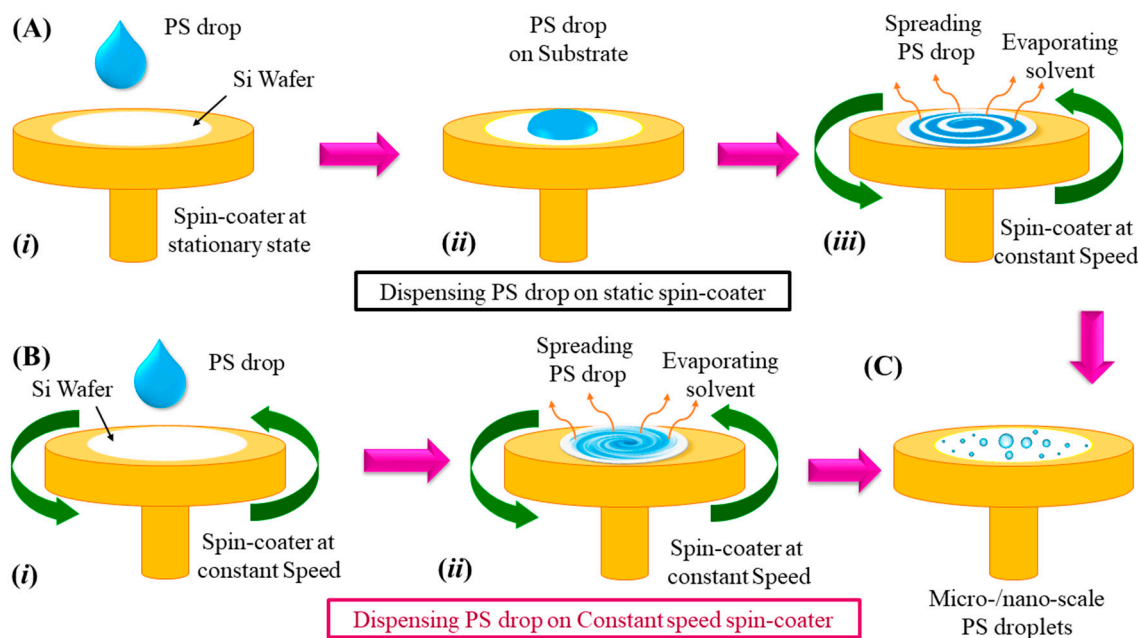 (A)
PS drop
Si Wafer
Spin-coater at
stationary state
(i)
PS drop
on Substrate
(ii)
Spreading
PS drop
Evaporating
solvent
(iii)
Spin-coater at
constant Speed
Dispensing PS drop on static spin-coater
(B)
PS drop
Si Wafer
Spin-coater at
constant Speed
(i)
Spreading
PS drop
Evaporating
solvent
(ii)
Spin-coater at
constant Speed
Dispensing PS drop on Constant speed spin-coater
(C)
Micro-/nano-scale
PS droplets